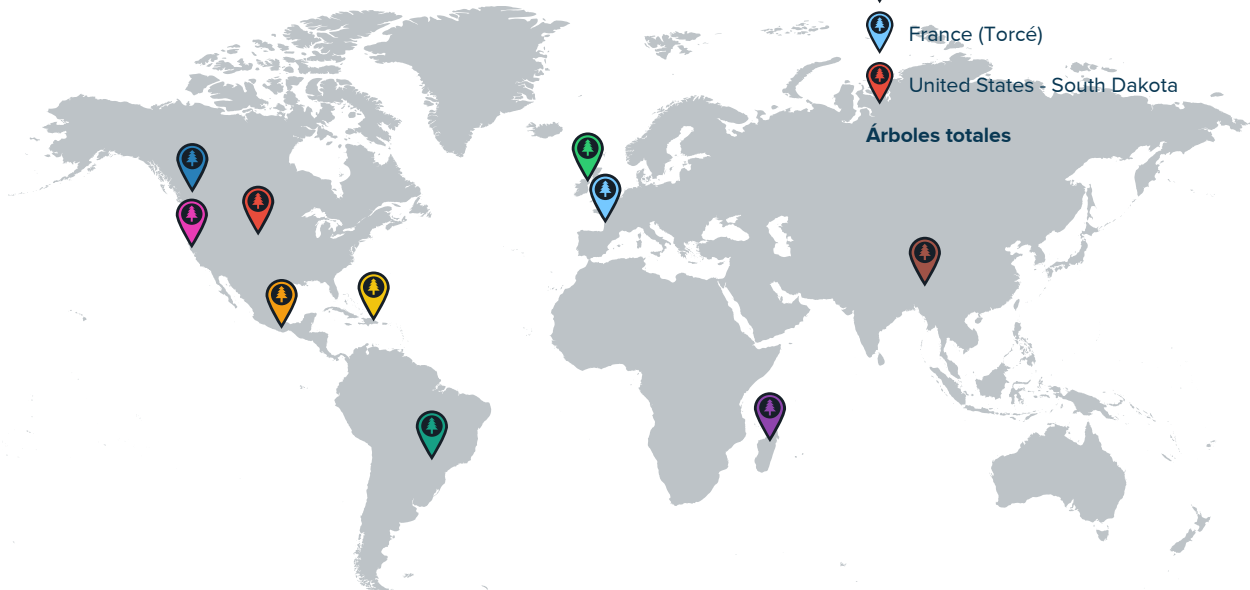 France (Torcé)
United States - South Dakota
Árboles totales